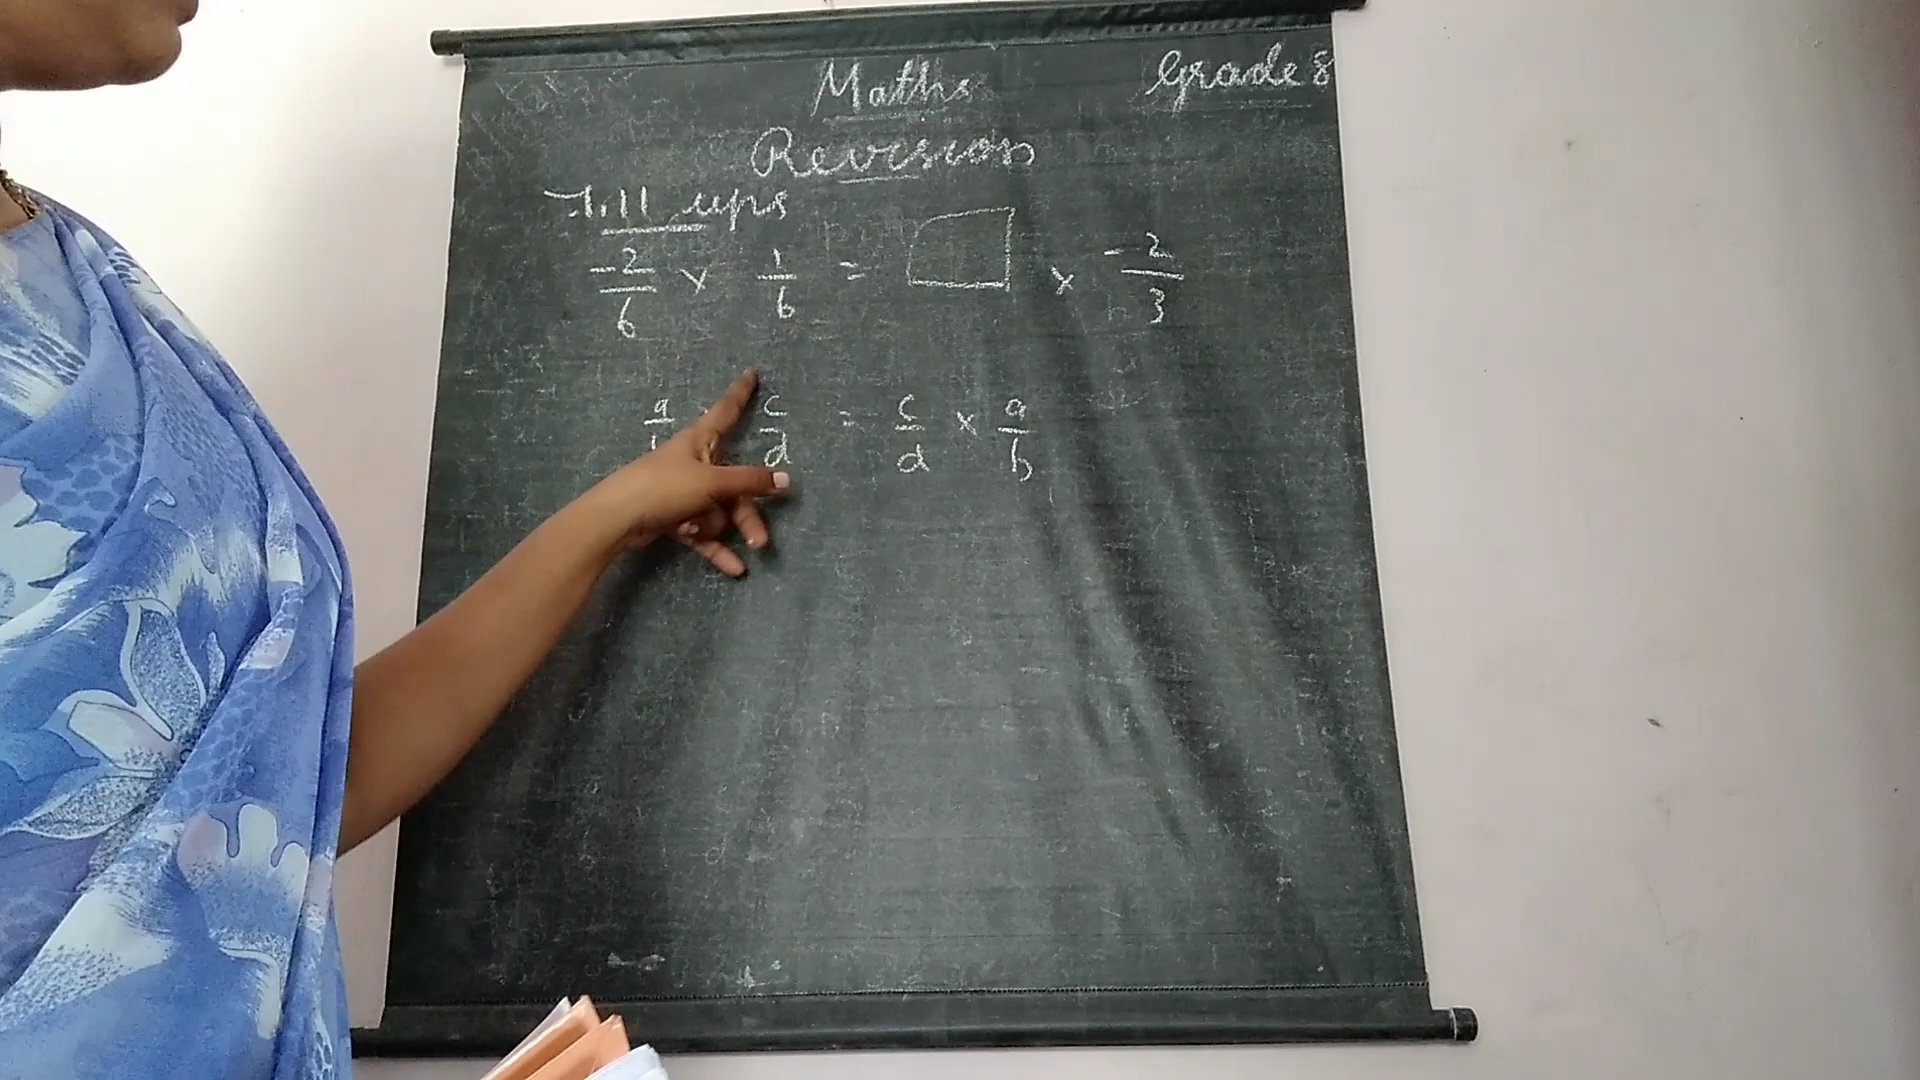 Maths
Grade 8
Revision
Fill ups
-2/6 × 1/6 = □ × -2/3
a/b c/d = c/d × a/b